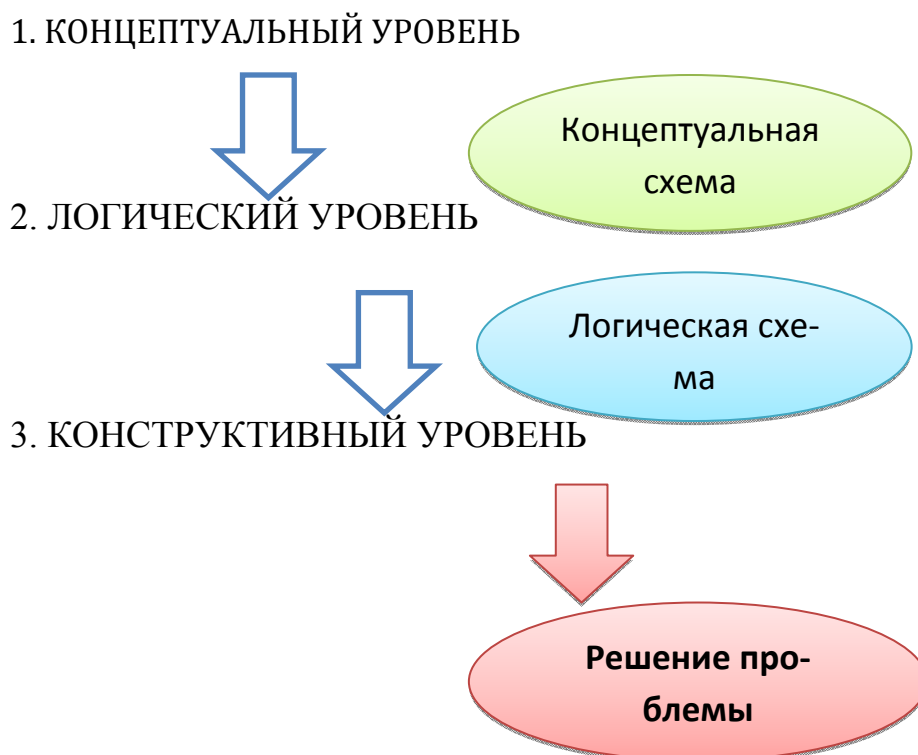 1. КОНЦЕПТУАЛЬНЫЙ УРОВЕНЬ
Концептуальная
схема
2. ЛОГИЧЕСКИЙ УРОВЕНЬ
Логическая схе-
ма
3. КОНСТРУКТИВНЫЙ УРОВЕНЬ
Решение про-
блемы